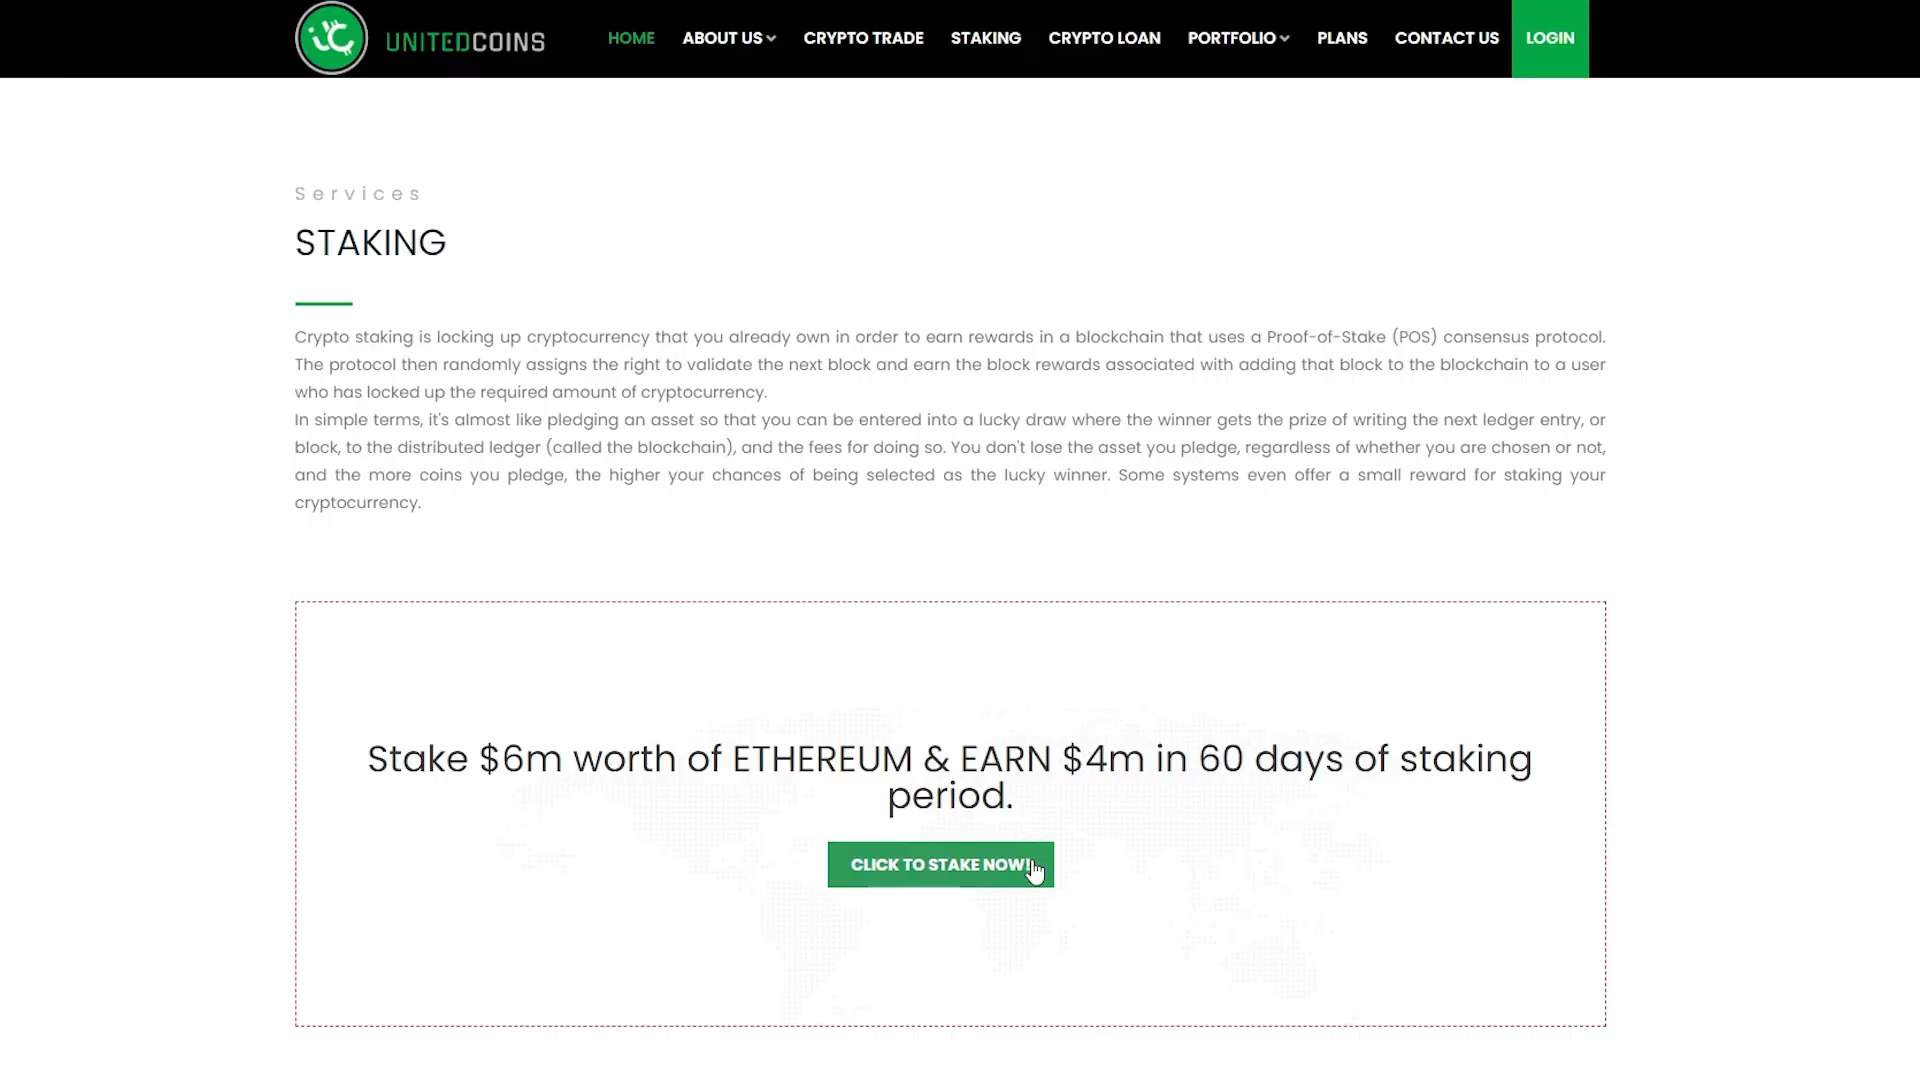 UNITEDCOINS
HOME ABOUT US CRYPTO TRADE STAKING CRYPTO LOAN PORTFOLIO PLANS CONTACT US LOGIN
Services
STAKING
Crypto staking is locking up cryptocurrency that you already own in order to earn rewards in a blockchain that uses a Proof-of-Stake (POS) consensus protocol.
The protocol then randomly assigns the right to validate the next block and earn the block rewards associated with adding that block to the blockchain to a user
who has locked up the required amount of cryptocurrency.
In simple terms, it's almost like pledging an asset so that you can be entered into a lucky draw where the winner gets the prize of writing the next ledger entry, or
block, to the distributed ledger (called the blockchain), and the fees for doing so. You don't lose the asset you pledge, regardless of whether you are chosen or not,
and the more coins you pledge, the higher your chances of being selected as the lucky winner. Some systems even offer a small reward for staking your
cryptocurrency.
Stake $6m worth of ETHEREUM & EARN $4m in 60 days of staking
period.
CLICK TO STAKE NOW!